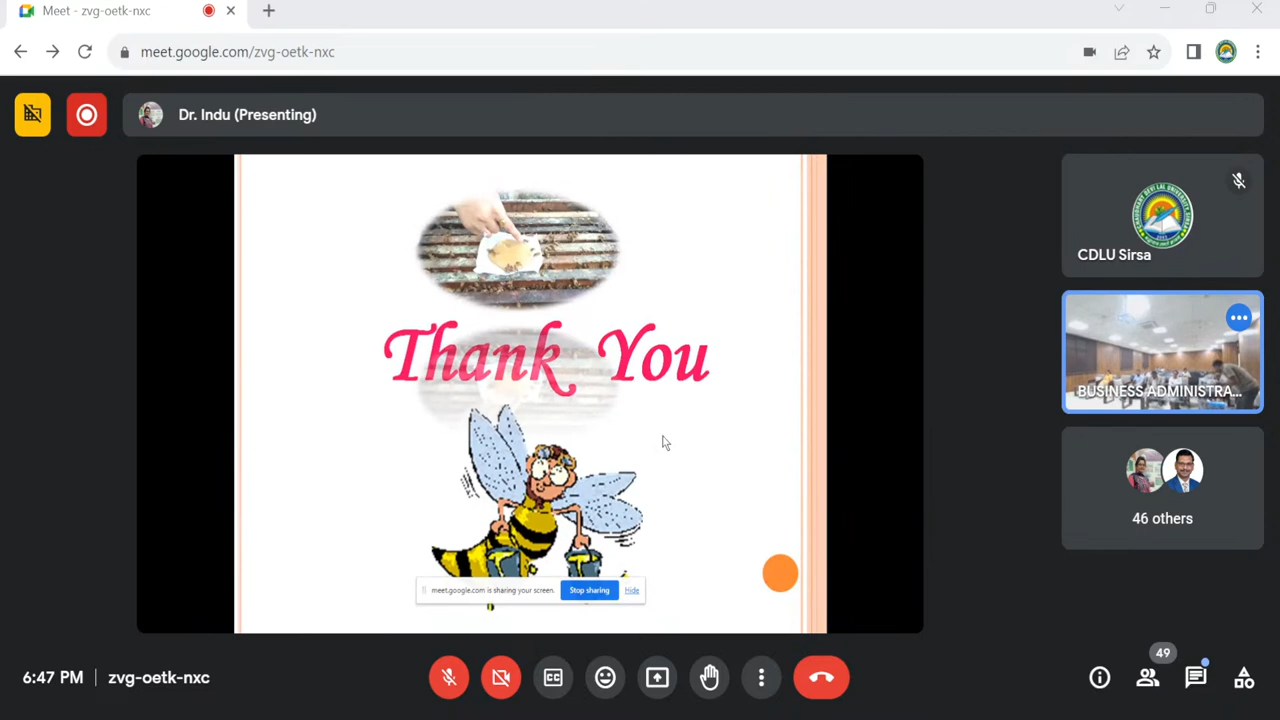 Meet - zvg-oetk-nxc
meet.google.com/zvg-oetk-nxc
Dr. Indu (Presenting)
Thank You
meet.google.com is sharing your screen.
Stop sharing
Hide
CDLU Sirsa
BUSINESS ADMINISTRA...
46 others
6:47 PM
zvg-oetk-nxc
49